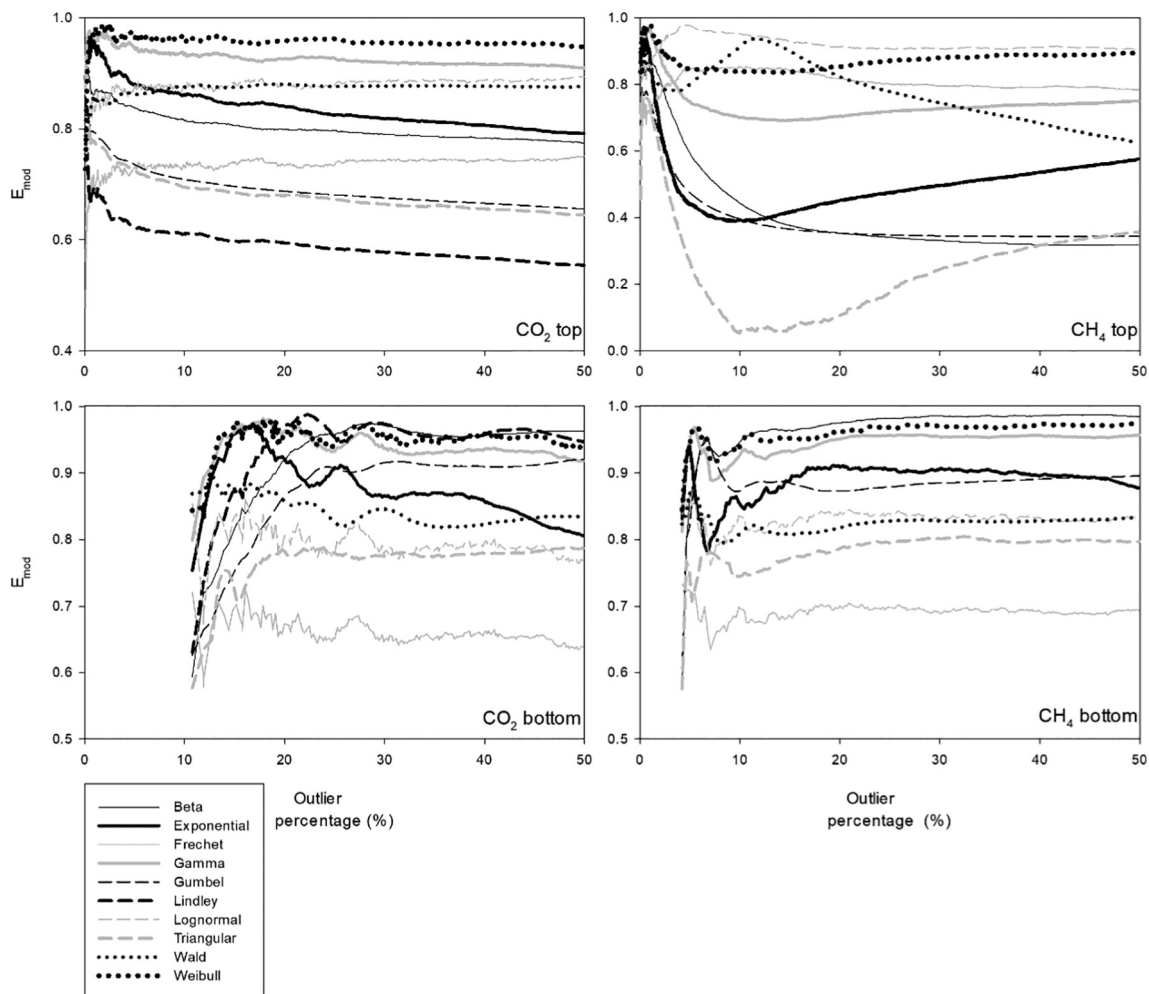 1.0
0.8
0.6
0.4
E_mod
0 10 20 30 40 50
CO₂ top
1.0
0.8
0.6
0.4
0.2
0.0
0 10 20 30 40 50
CH₄ top
1.0
0.9
0.8
0.7
0.6
0.5
E_mod
0 10 20 30 40 50
CO₂ bottom
1.0
0.9
0.8
0.7
0.6
0.5
0 10 20 30 40 50
CH₄ bottom
Outlier
percentage (%)
Outlier
percentage (%)
Beta
Exponential
Frechet
Gamma
Gumbel
Lindley
Lognormal
Triangular
Wald
Weibull